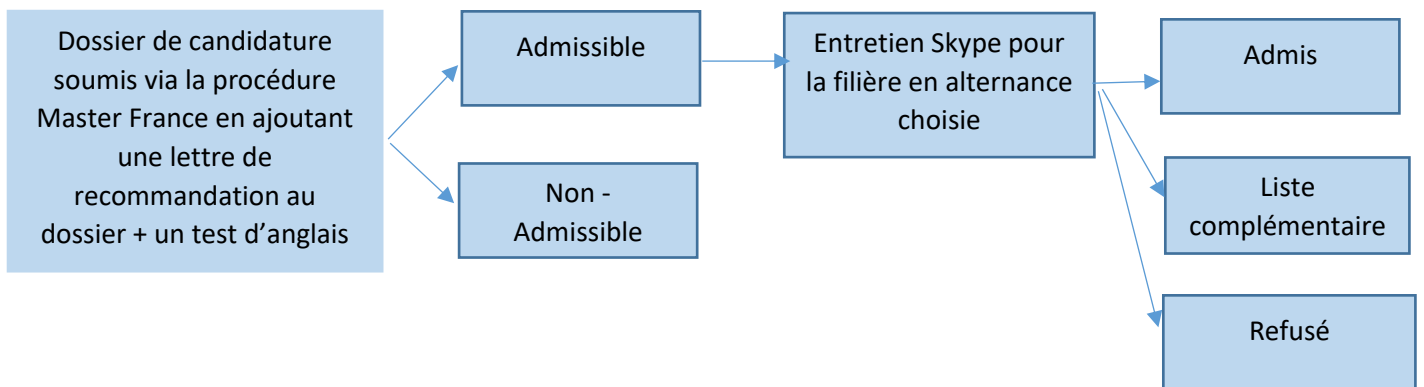 Dossier de candidature
soumis via la procédure
Master France en ajoutant
une lettre de
recommandation au
dossier + un test d'anglais
Admissible
Non -
Admissible
Entretien Skype pour
la filière en alternance
choisie
Admis
Liste
complémentaire
Refusé